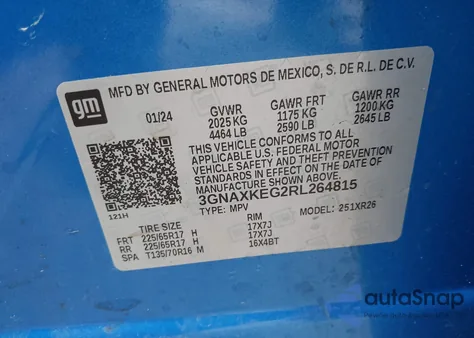 gm
MFD BY GENERAL MOTORS DE MEXICO, S. DE R.L. DE C.V.
01/24 GVWR GAWR FRT GAWR RR
2025 KG 1175 KG 1200 KG
4464 LB 2590 LB 2645 LB
THIS VEHICLE CONFORMS TO ALL
APPLICABLE U.S. FEDERAL MOTOR
VEHICLE SAFETY AND THEFT PREVENTION
STANDARDS IN EFFECT ON THE DATE OF
MANUFACTURE SHOWN ABOVE.
3GNAXKEG2RL264815
TYPE: MPV MODEL: 251XR26
121H
TIRE SIZE RIM
FRT 225/65R17 H 17X7J
RR 225/65R17 H 17X7J
SPA T135/70R16 M 16X4BT
autoSnap